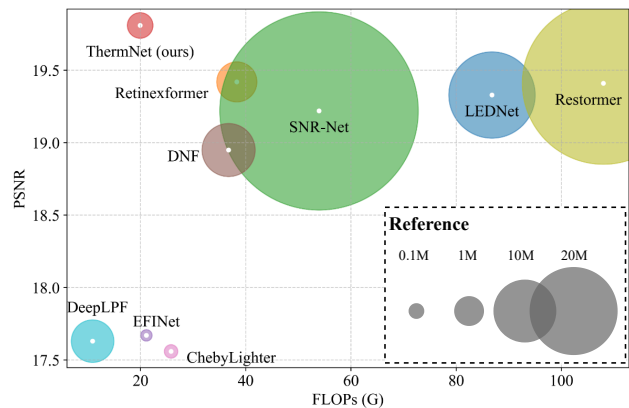 ThermNet (ours)
Retinexformer
DNF
SNR-Net
LEDNet
Restormer
DeepLPF
EFINet
ChebyLighter
Reference
0.1M 1M 10M 20M
PSNR
19.5
19.0
18.5
18.0
17.5
20 40 60 80 100
FLOPs (G)